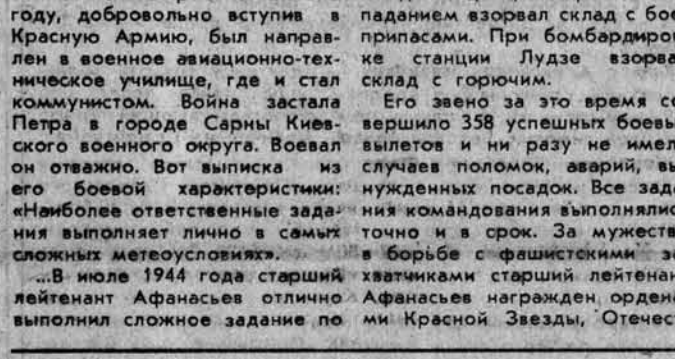 году, добровольно вступив в
Красную Армию, был направ-
лен в военное авиационно-тех-
ническое училище, где и стал
коммунистом. Война застала
Петра в городе Сарны Киев-
ского военного округа. Воевал
он отважно. Вот выписка из
его боевой характеристики:
«Наиболее ответственные зада-
ния выполняет лично в самых
сложных метеоусловиях».
...В июле 1944 года старший
лейтенант Афанасьев отлично
выполнил сложное задание по
паданием взорвал склад с бое
припасами. При бомбардиров
ке станции Лудзе взорва
склад с горючим.
Его звено за это время со
вершило 358 успешных боевы
вылетов и ни разу не имел
случаев поломок, аварий, вы
нужденных посадок. Все зада
ния командования выполнялис
точно и в срок. За мужеств
в борьбе с фашистскими за
хватчиками старший лейтенан
Афанасьев награжден ордена
ми Красной Звезды, Отечес